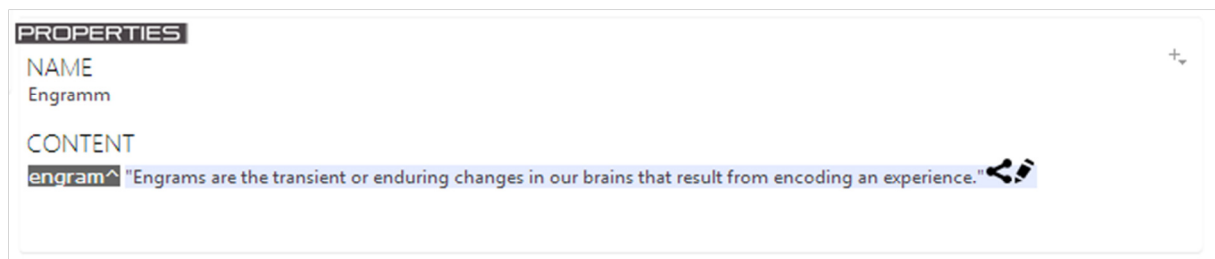 PROPERTIES
NAME
Engramm
CONTENT
engram^ "Engrams are the transient or enduring changes in our brains that result from encoding an experience."